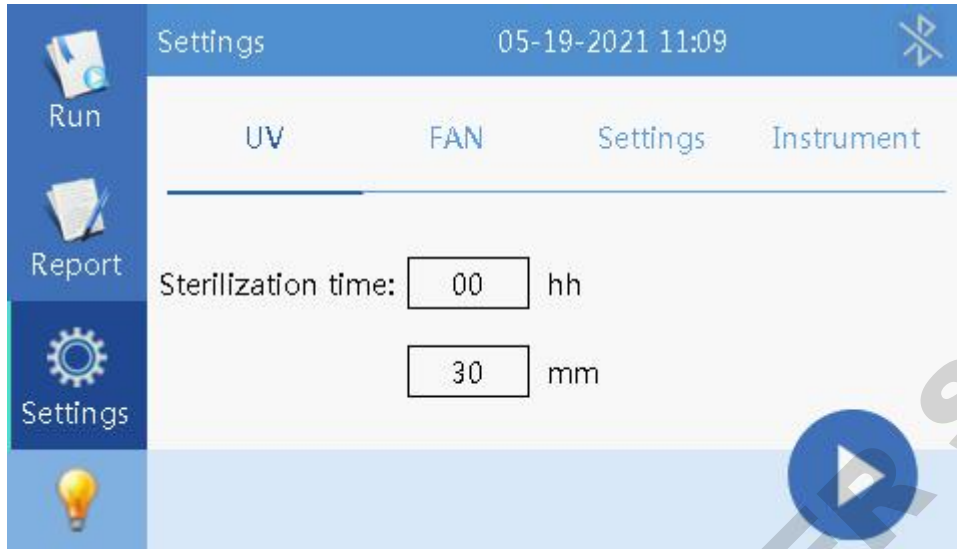 Settings 05-19-2021 11:09
Run
UV FAN Settings Instrument
Report
Sterilization time: 00 hh
30 mm
Settings